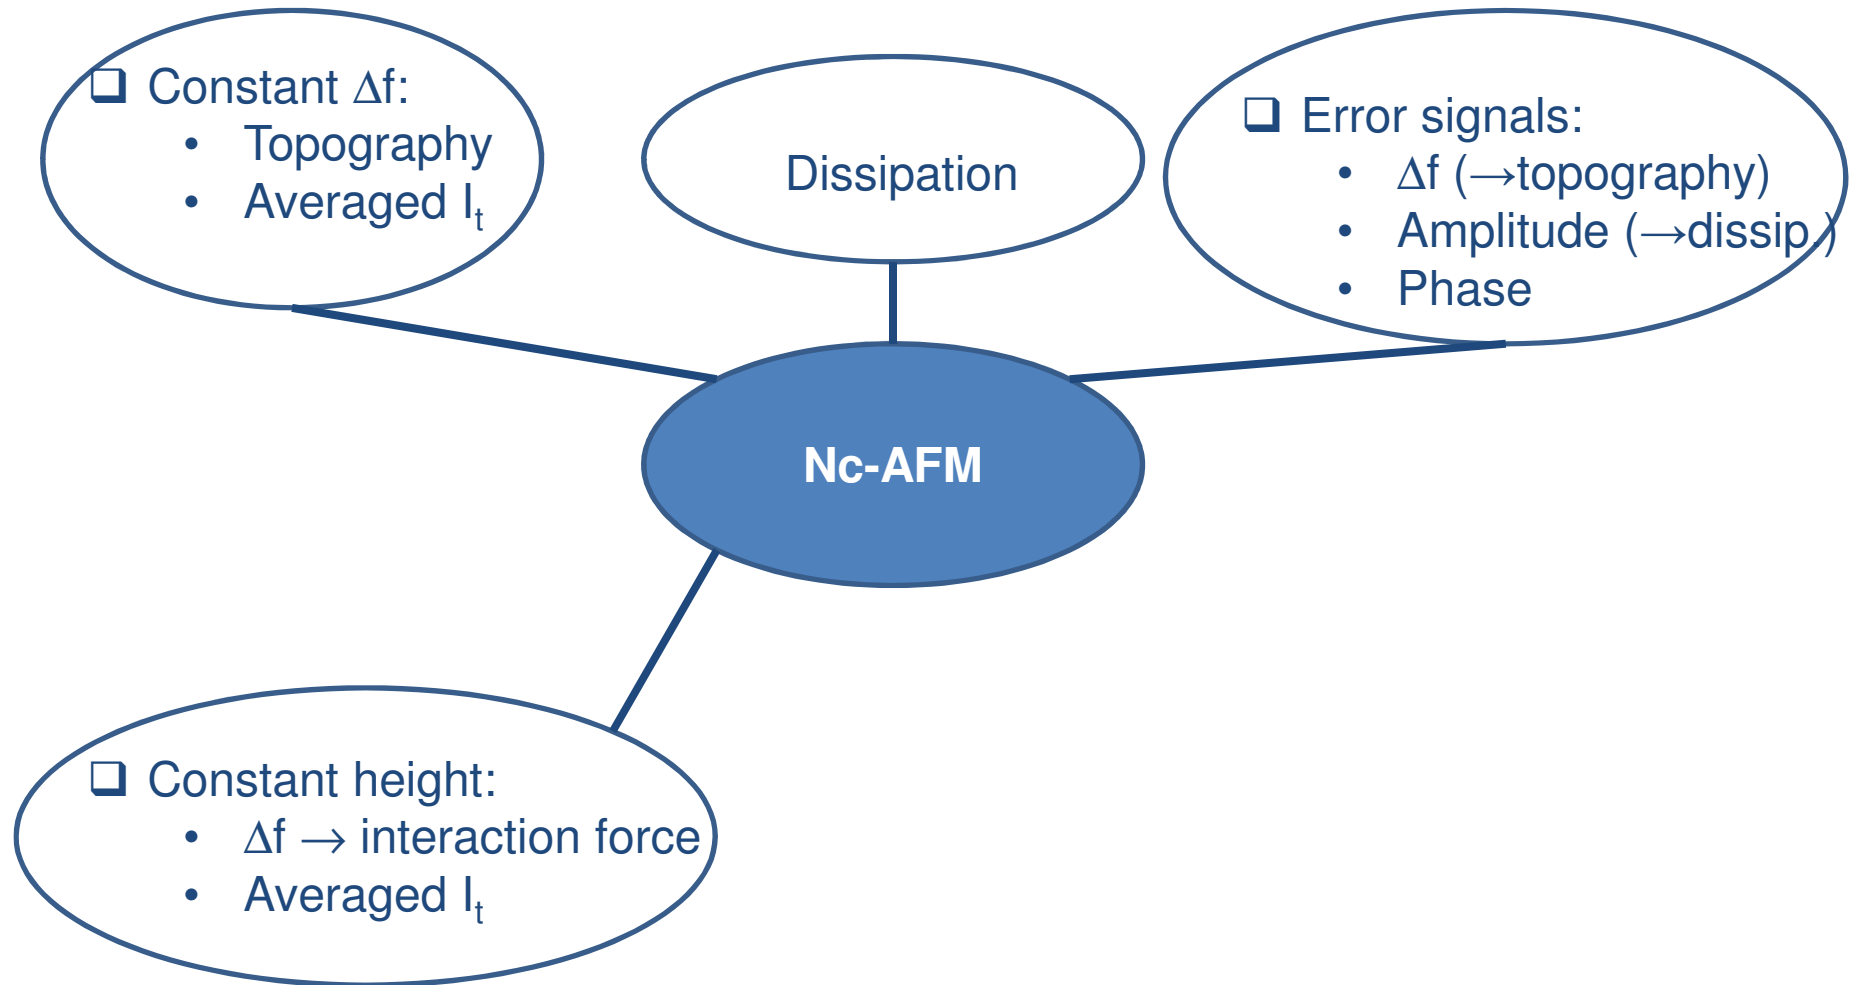 ❑ Constant Δf:
• Topography
• Averaged Iₜ
Dissipation
❑ Error signals:
• Δf (→topography)
• Amplitude (→dissip.)
• Phase
Nc-AFM
❑ Constant height:
• Δf → interaction force
• Averaged Iₜ